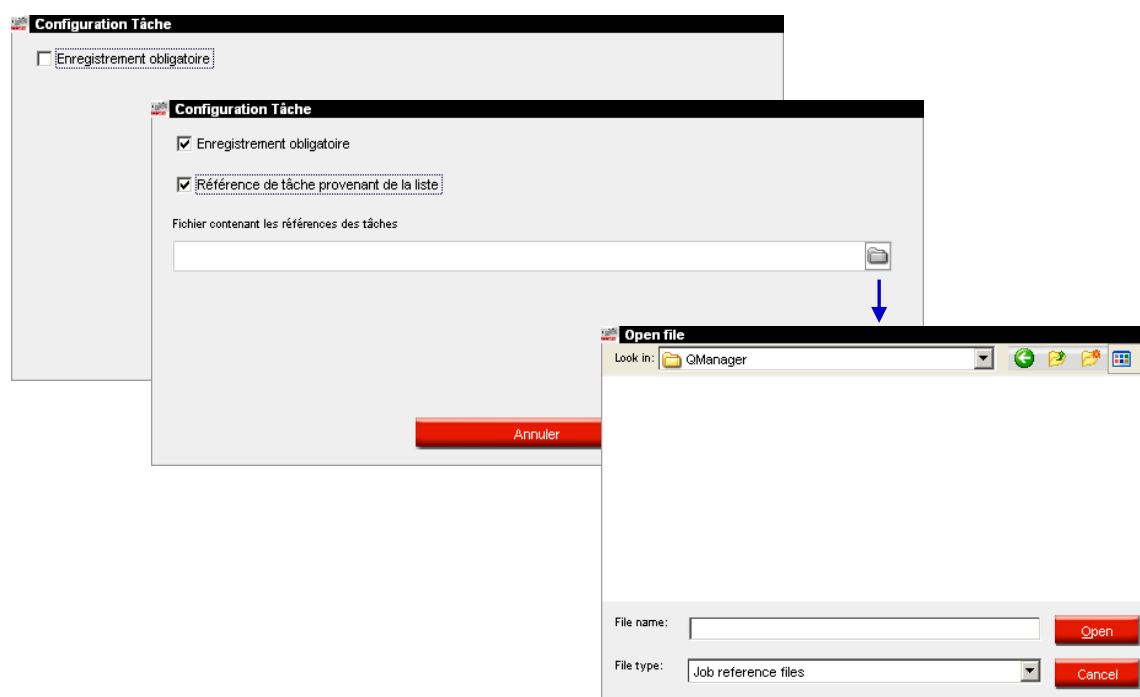 Configuration Tâche
Enregistrement obligatoire
Configuration Tâche
Enregistrement obligatoire
Référence de tâche provenant de la liste
Fichier contenant les références des tâches
Annuler
Open file
Look in: QManager
File name:
Open
File type: Job reference files
Cancel